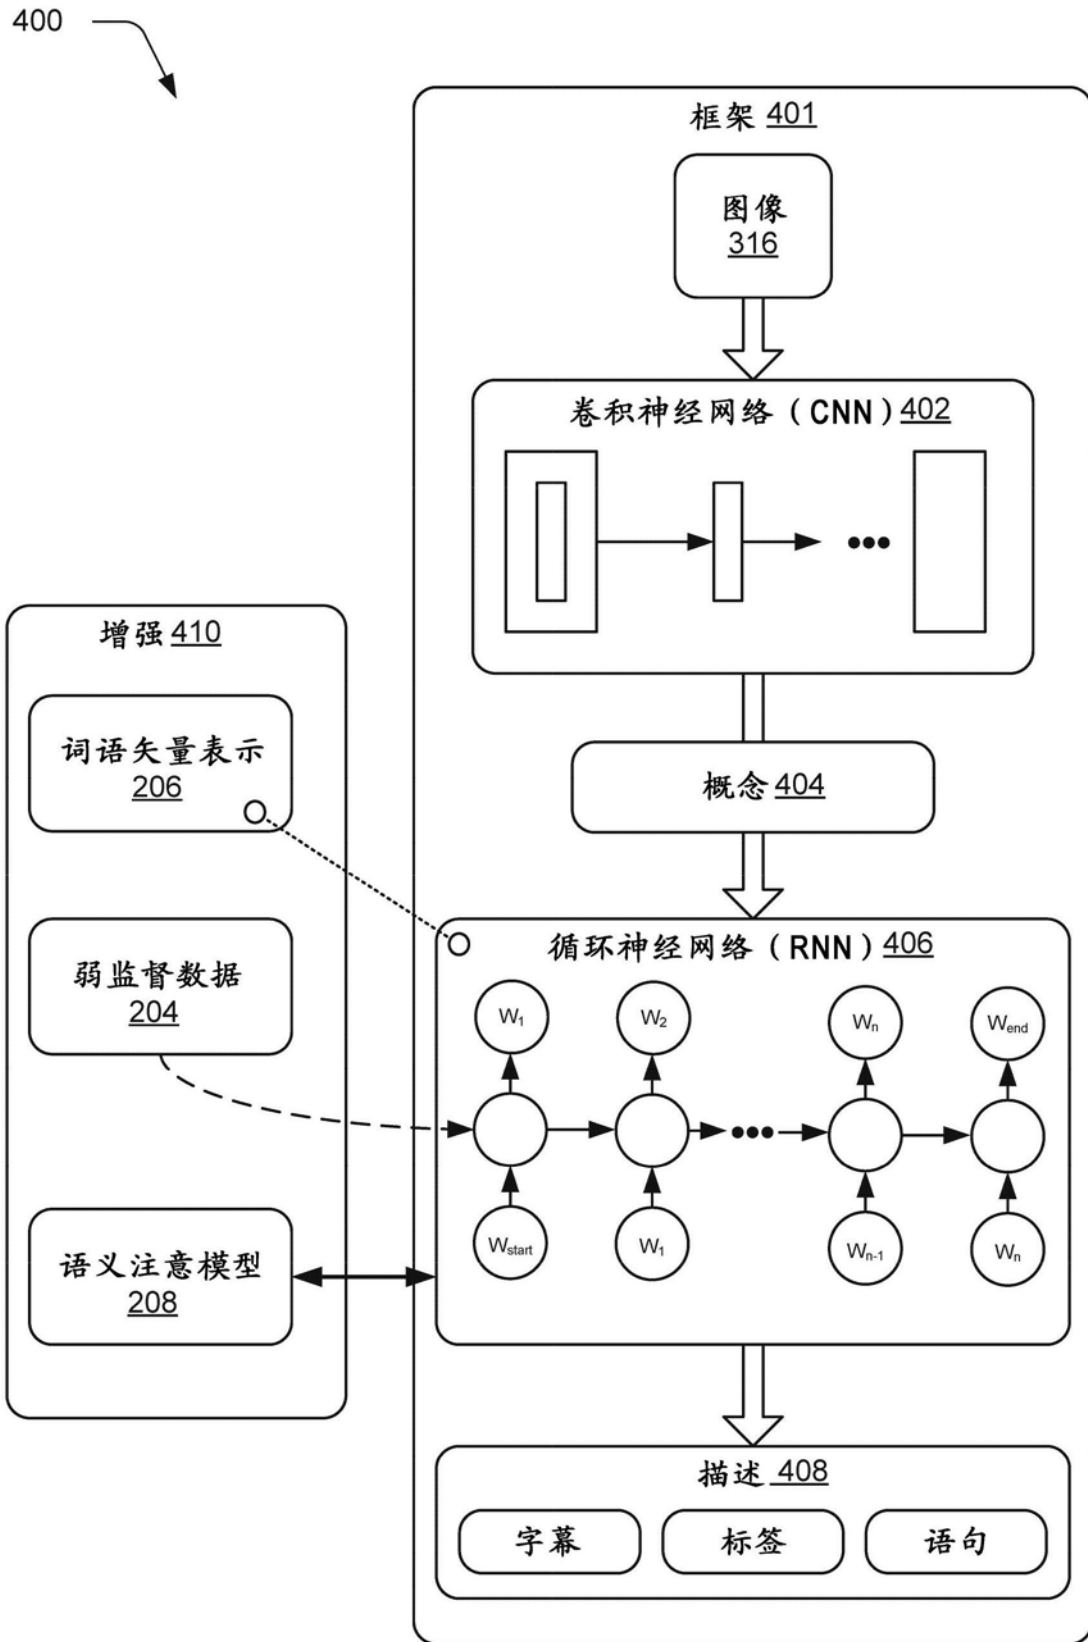 400
框架 401
图像
316
卷积神经网络（CNN）402
概念 404
增强 410
词语矢量表示
206
弱监督数据
204
语义注意模型
208
循环神经网络（RNN）406
W₁ W₂ Wₙ W_end
W_start W₁ Wₙ₋₁ Wₙ
描述 408
字幕 标签 语句